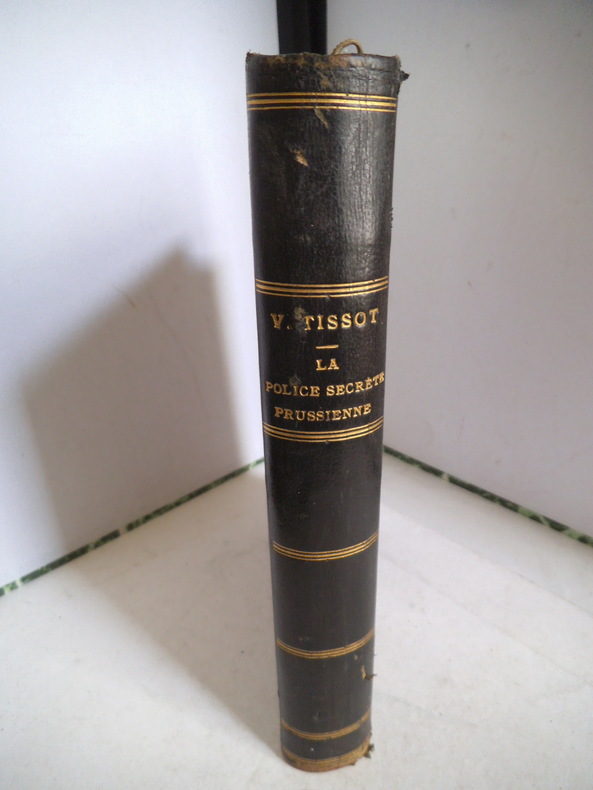 V. TISSOT
LA
POLICE SECRÈTE
PRUSSIENNE